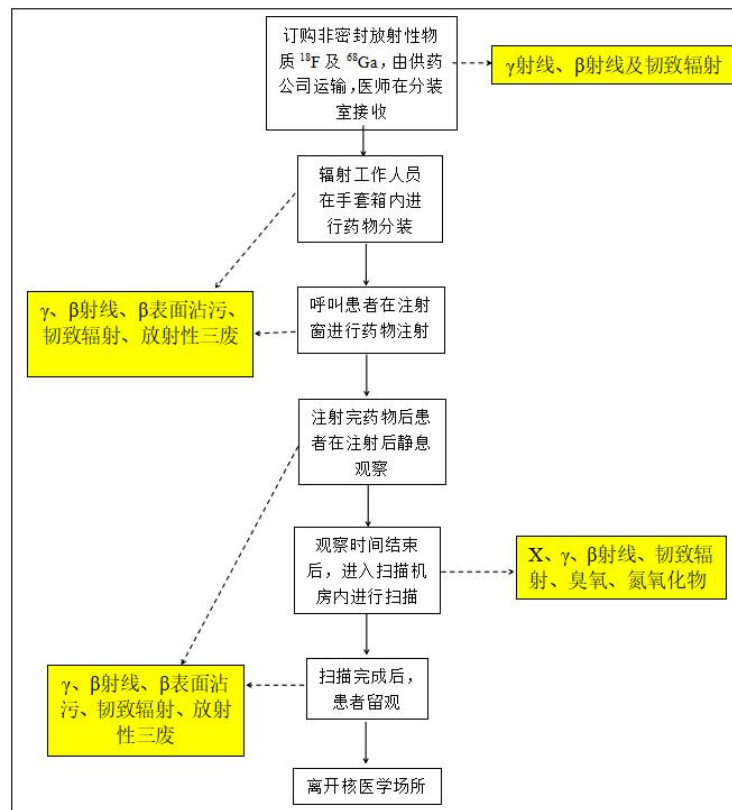 订购非密封放射性物
质 ¹⁸F 及 ⁶⁸Ga，由供药
公司运输，医师在分装
室接收
γ射线、β射线及韧致辐射
辐射工作人员
在手套箱内进
行药物分装
γ、β射线、β表面沾污、
韧致辐射、放射性三废
呼叫患者在注射
窗进行药物注射
注射完药物后患
者在注射后静息
观察
观察时间结束
后，进入扫描机
房内进行扫描
X、γ、β射线、韧致辐
射、臭氧、氮氧化物
扫描完成后，
患者留观
γ、β射线、β表面沾
污、韧致辐射、放射
性三废
离开核医学场所